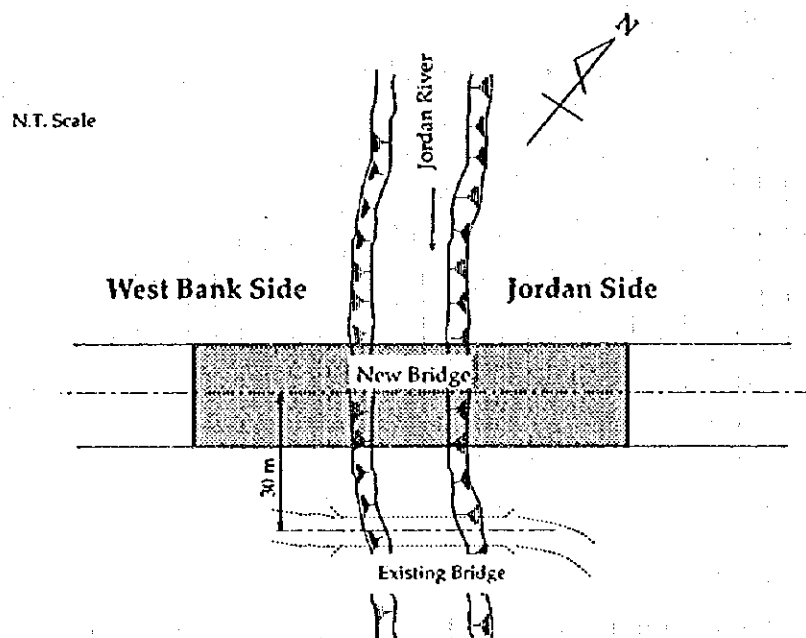 N
N.T. Scale
Jordan River
West Bank Side
Jordan Side
New Bridge
30 m
Existing Bridge